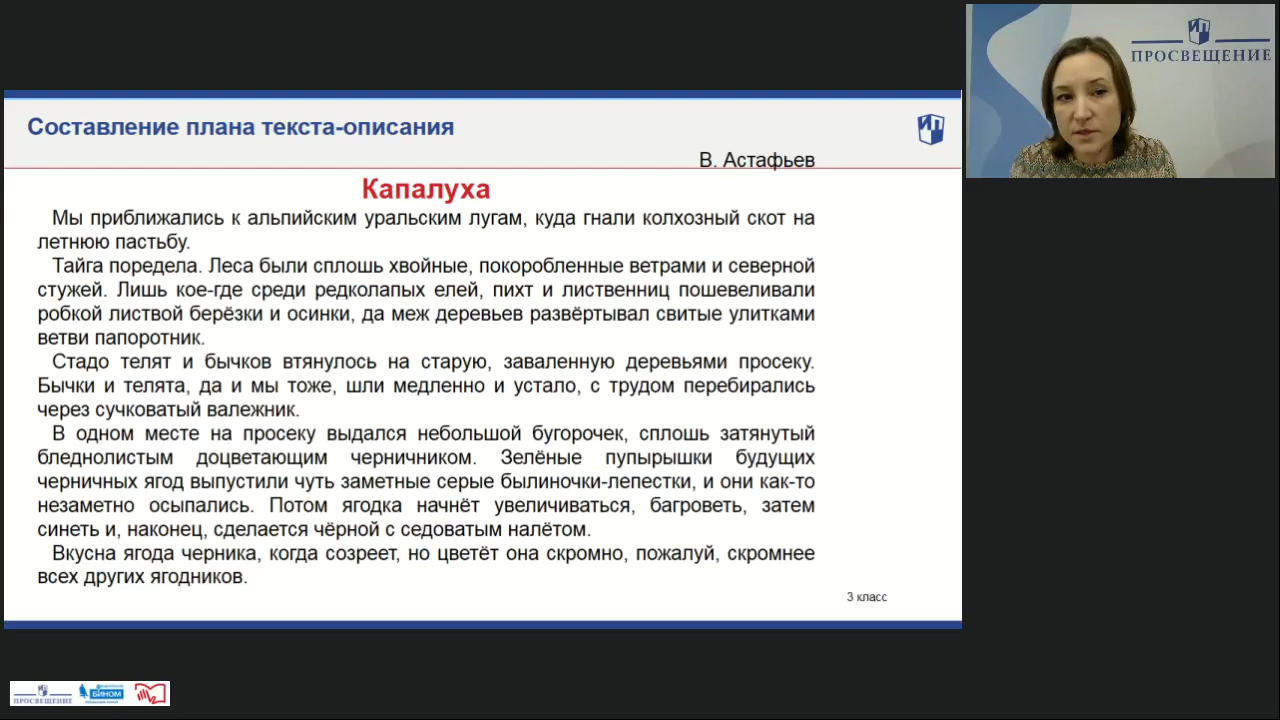 ПРОСВЕЩЕНИЕ
Составление плана текста-описания
В. Астафьев
Капалуха
Мы приближались к альпийским уральским лугам, куда гнали колхозный скот на
летнюю пастьбу.
Тайга поредела. Леса были сплошь хвойные, покоробленные ветрами и северной
стужей. Лишь кое-где среди редколапых елей, пихт и лиственниц пошевеливали
робкой листвой берёзки и осинки, да меж деревьев развёртывал свитые улитками
ветви папоротник.
Стадо телят и бычков втянулось на старую, заваленную деревьями просеку.
Бычки и телята, да и мы тоже, шли медленно и устало, с трудом перебирались
через сучковатый валежник.
В одном месте на просеку выдался небольшой бугорочек, сплошь затянутый
бледнолистым доцветающим черничником. Зелёные пупырышки будущих
черничных ягод выпустили чуть заметные серые былиночки-лепестки, и они как-то
незаметно осыпались. Потом ягодка начнёт увеличиваться, багроветь, затем
синеть и, наконец, сделается чёрной с седоватым налётом.
Вкусна ягода черника, когда созреет, но цветёт она скромно, пожалуй, скромнее
всех других ягодников.
3 класс
ПРОСВЕЩЕНИЕ
БИНОМ